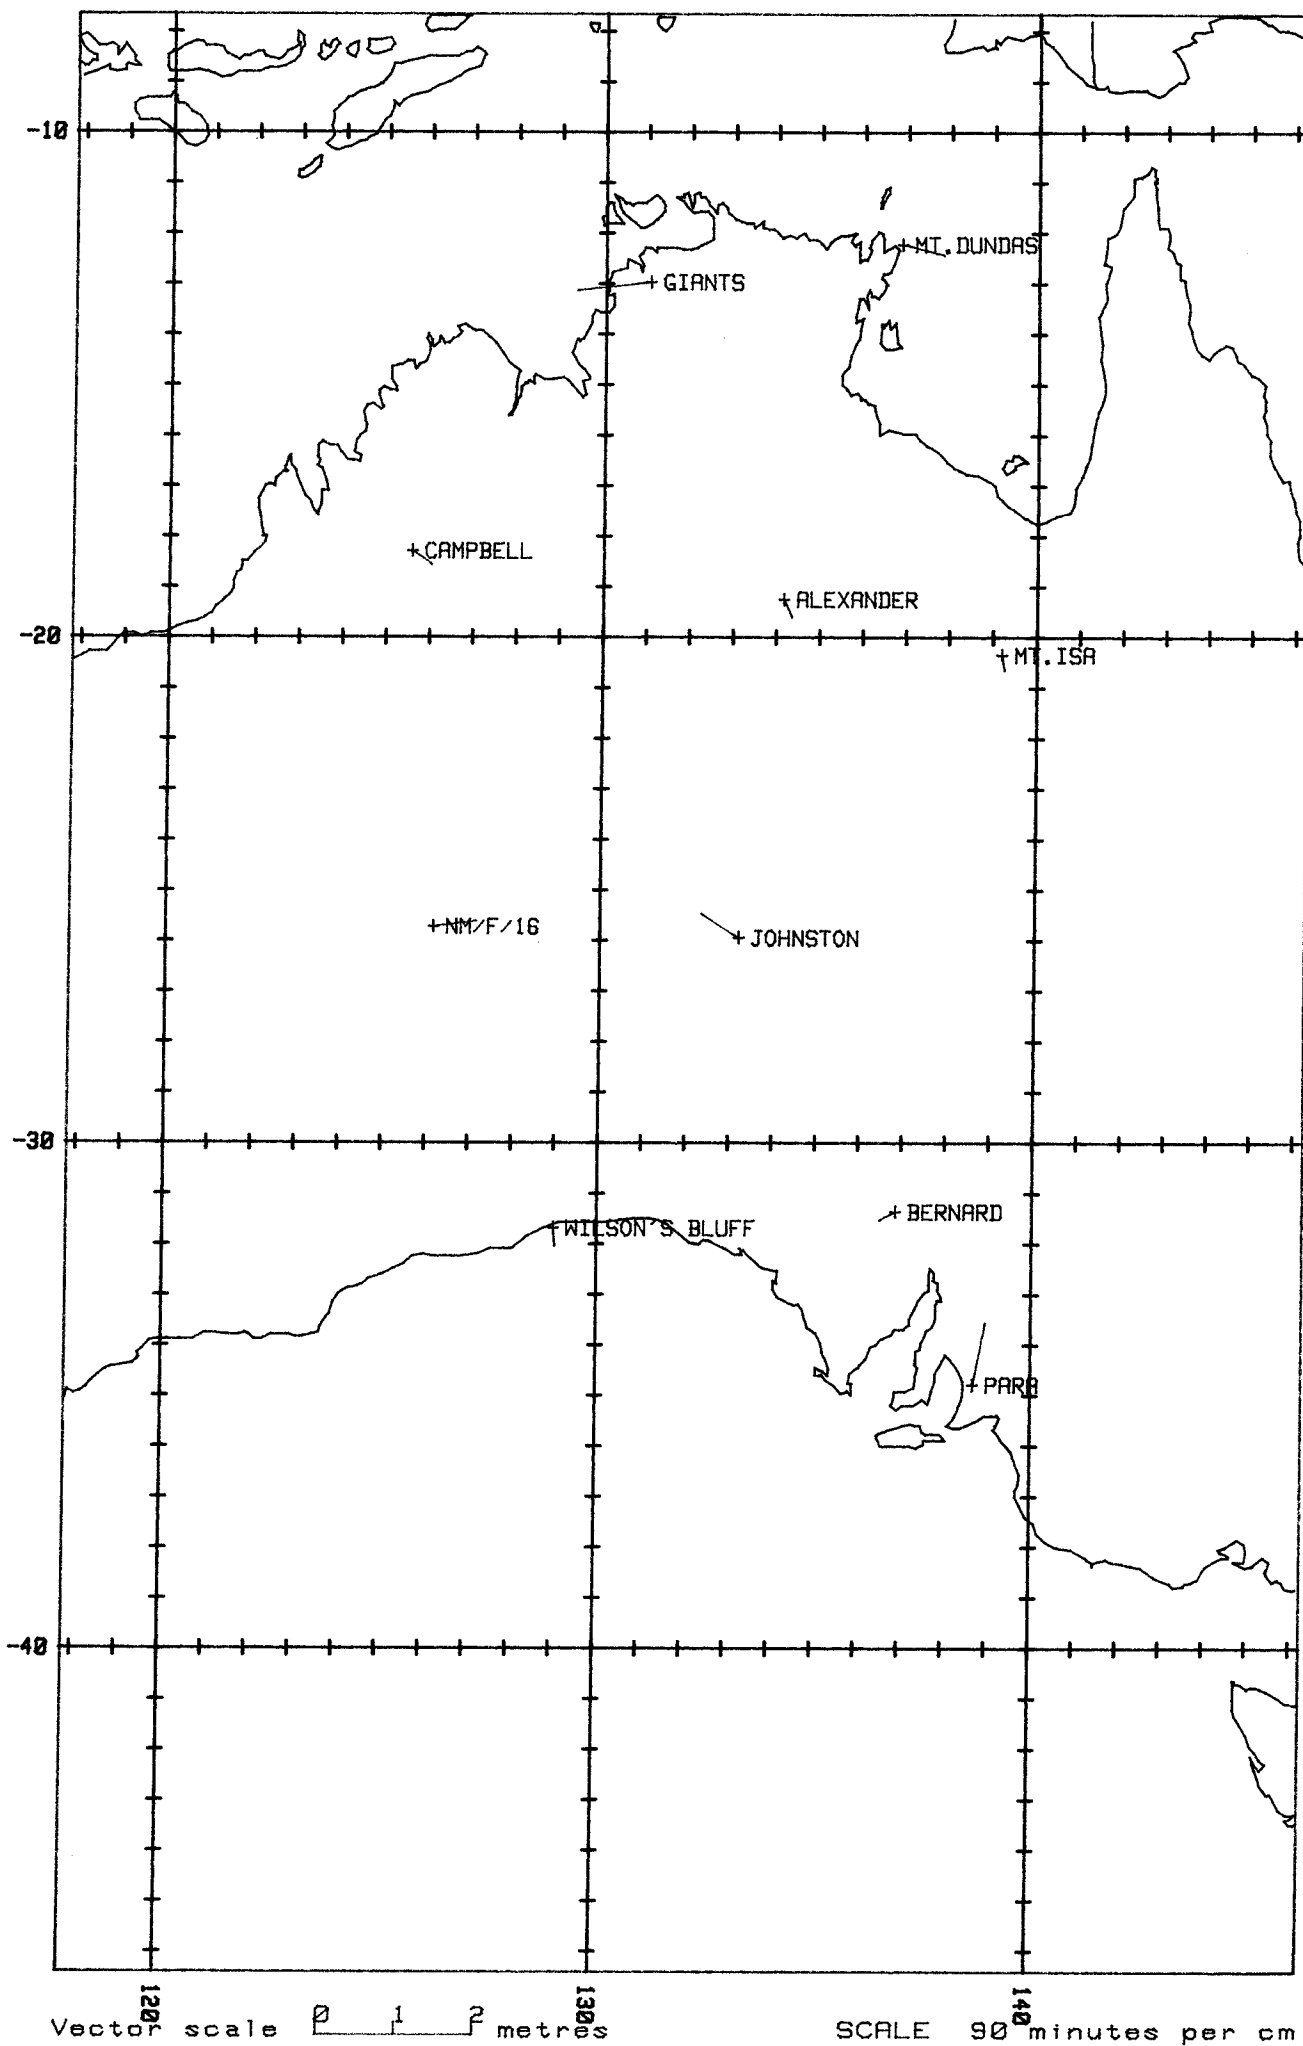 -10
MT.DUNDAS
GIANTS
CAMPBELL
ALEXANDER
-20
MT.ISA
NM/F/16
JOHNSTON
-30
BERNARD
WILSON'S BLUFF
PARA
-40
120 130 140
0 1 2
Vector scale metres SCALE 90 minutes per cm